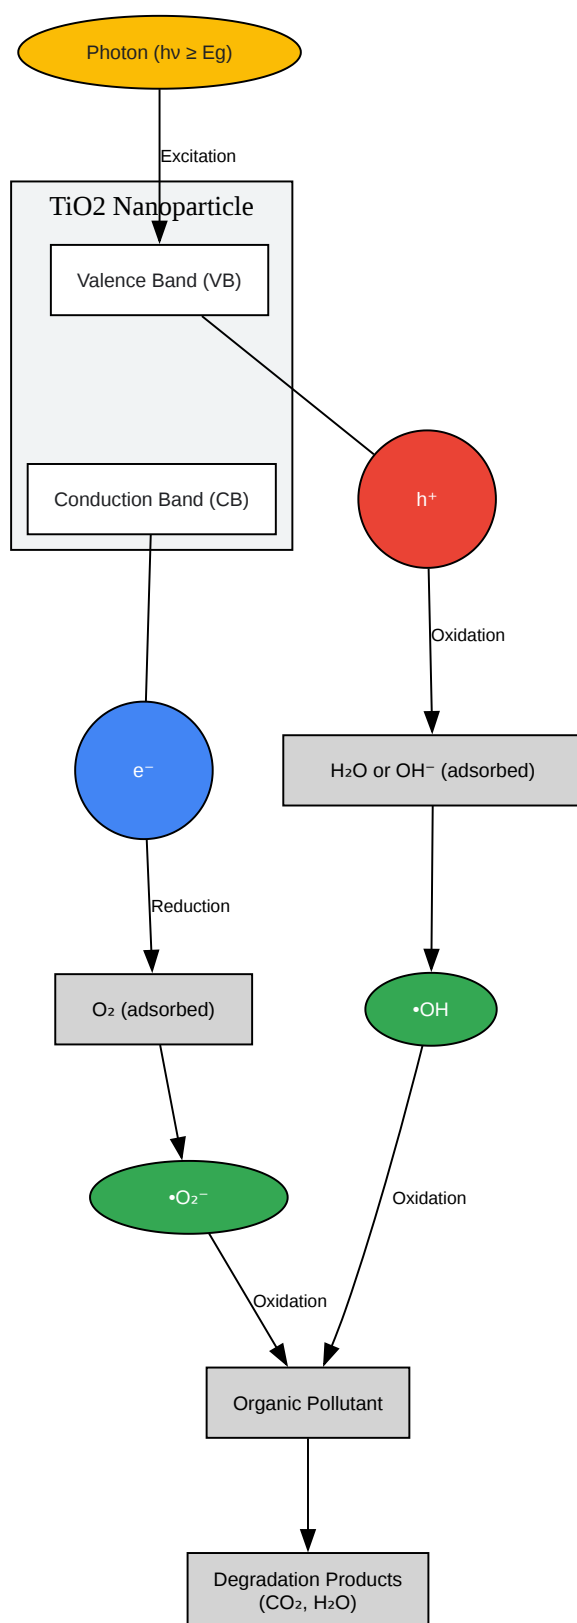 Photon (hν ≥ Eg)
Excitation
TiO2 Nanoparticle
Valence Band (VB)
Conduction Band (CB)
h⁺
Oxidation
H₂O or OH⁻ (adsorbed)
e⁻
Reduction
O₂ (adsorbed)
•OH
•O₂⁻
Oxidation
Oxidation
Organic Pollutant
Degradation Products
(CO₂, H₂O)